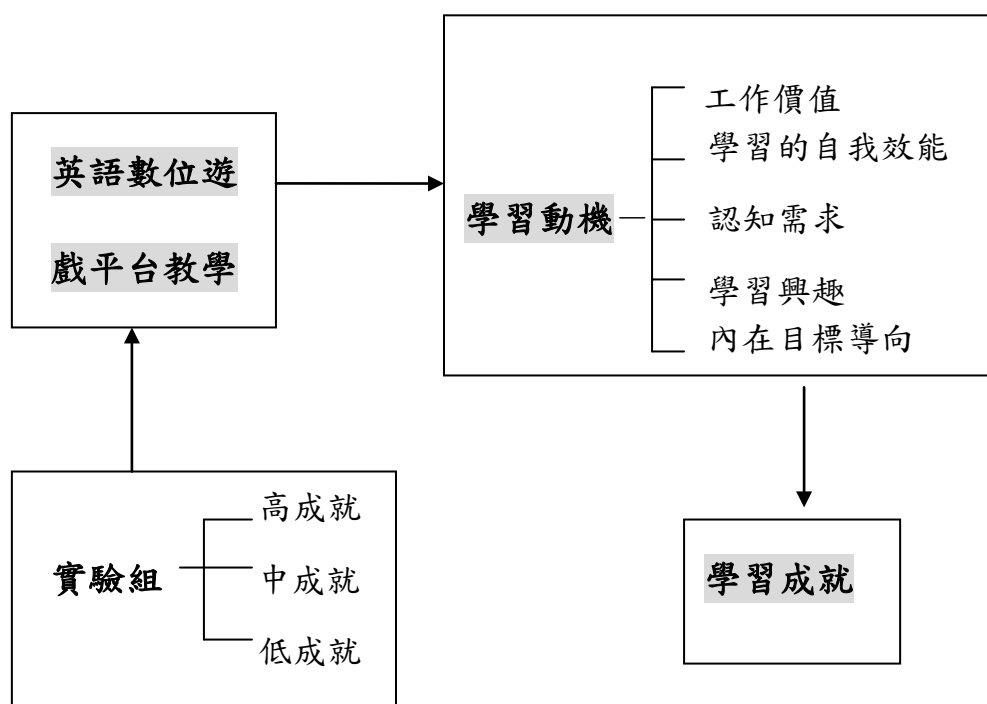 英語數位遊
戲平台教學
學習動機
工作價值
學習的自我效能
認知需求
學習興趣
內在目標導向
實驗組
高成就
中成就
低成就
學習成就